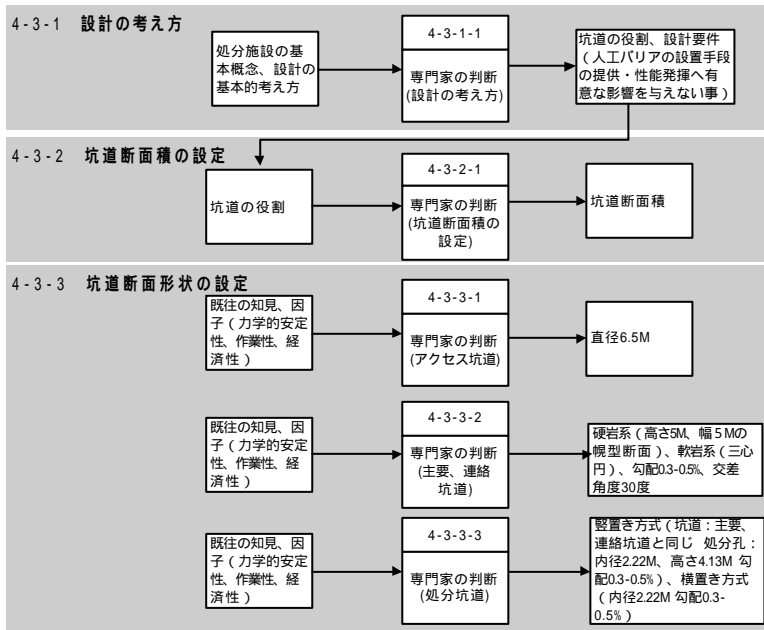 4-3-1 設計の考え方
処分施設の基
本概念、設計の
基本的考え方
4-3-1-1
専門家の判断
(設計の考え方)
坑道の役割、設計要件
(人工バリアの設置手段
の提供・性能発揮へ有
意な影響を与えない事)
4-3-2 坑道断面積の設定
坑道の役割
4-3-2-1
専門家の判断
(坑道断面積の
設定)
坑道断面積
4-3-3 坑道断面形状の設定
既往の知見、因
子(力学的安定
性、作業性、経
済性)
4-3-3-1
専門家の判断
(アクセス坑道)
直径6.5M
既往の知見、因
子(力学的安定
性、作業性、経
済性)
4-3-3-2
専門家の判断
(主要、連絡
坑道)
硬岩系(高さ5M、幅5Mの
幌型断面)、軟岩系(三心
円)、勾配0.3-0.5%、交差
角度30度
既往の知見、因
子(力学的安定
性、作業性、経
済性)
4-3-3-3
専門家の判断
(処分坑道)
竪置き方式(坑道:主要、
連絡坑道と同じ 処分孔:
内径2.22M、高さ4.13M 勾
配0.3-0.5%)、横置き方式
(内径2.22M 勾配0.3-
0.5%)